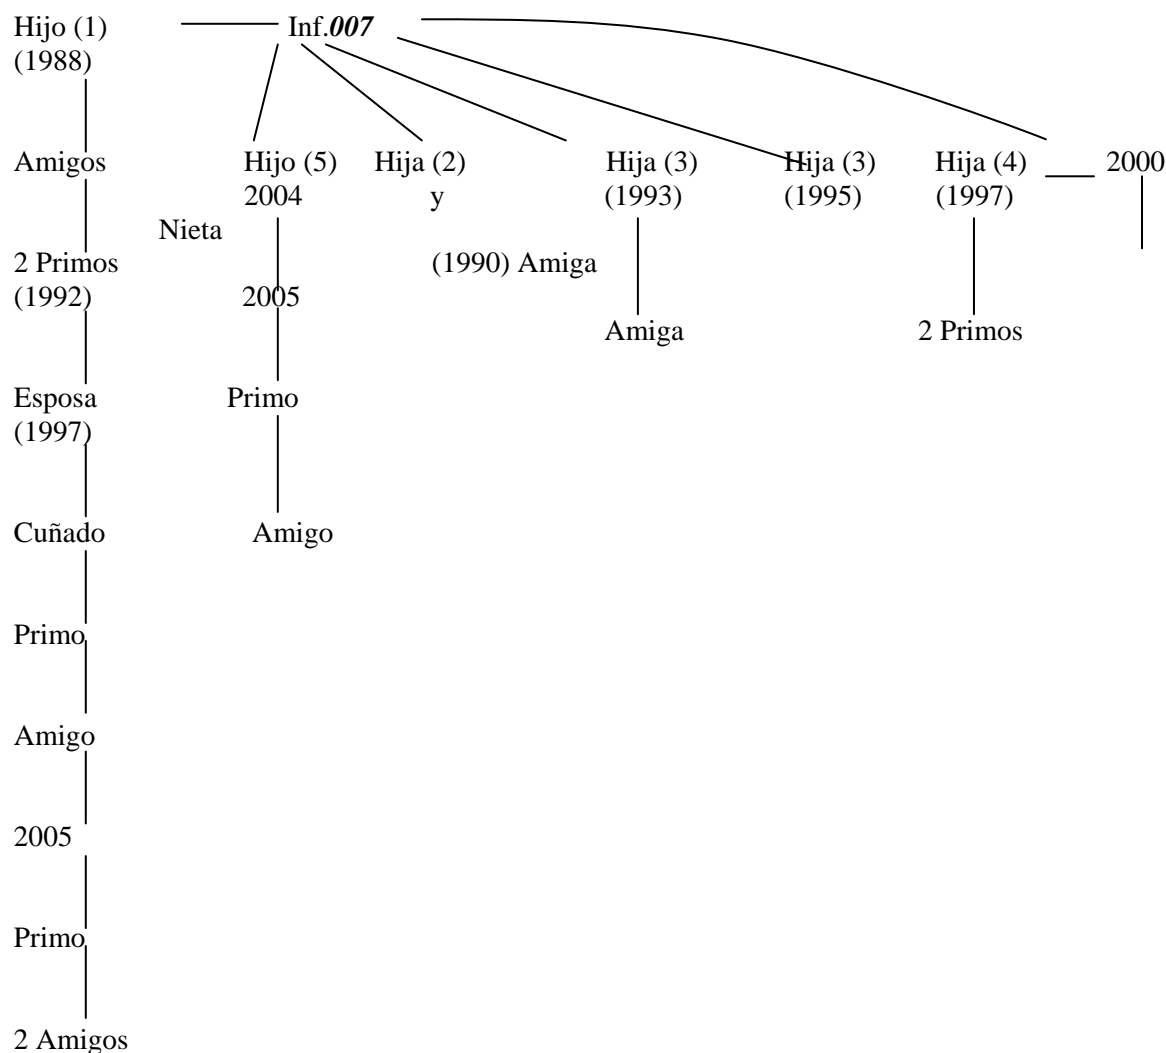 Hijo (1) Inf.007
(1988)
Amigos Hijo (5) Hija (2) Hija (3) Hija (3) Hija (4) 2000
2004 y (1993) (1995) (1997)
Nieta
2 Primos (1990) Amiga
(1992) 2005
Amiga 2 Primos
Esposa Primo
(1997)
Cuñado Amigo
Primo
Amigo
2005
Primo
2 Amigos